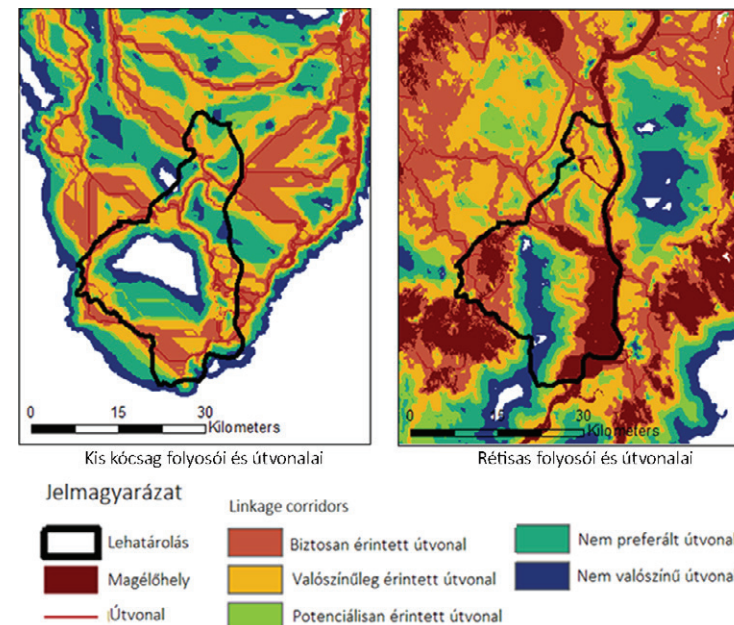 0 15 30
Kilometers
0 15 30
Kilometers
Kis kócsag folyosói és útvonalai
Rétisas folyosói és útvonalai
Jelmagyarázat
Lehatárolás
Magélőhely
Útvonal
Linkage corridors
Biztosan érintett útvonal
Valószínűleg érintett útvonal
Potenciálisan érintett útvonal
Nem preferált útvonal
Nem valószínű útvonal